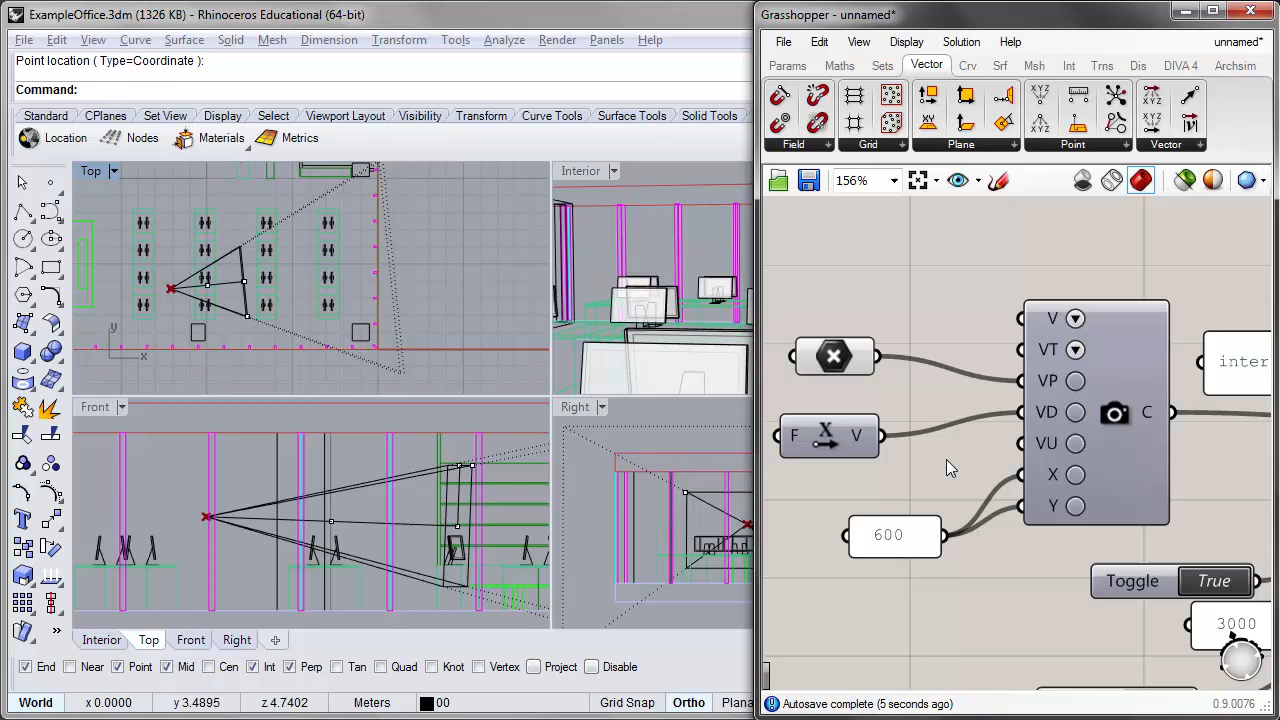 ExampleOffice.3dm (1326 KB) - Rhinoceros Educational (64-bit)
File Edit View Curve Surface Solid Mesh Dimension Transform Tools Analyze Render Panels Help
Point location ( Type=Coordinate ):
Command:
Standard CPlanes Set View Display Select Viewport Layout Visibility Transform Curve Tools Surface Tools Solid Tools
Location Nodes Materials Metrics
Top
Interior
Front
Right
y
x
Interior Top Front Right
End Near Point Mid Cen Int Perp Tan Quad Knot Vertex Project Disable
World x 0.0000 y 3.4895 z 4.7402 Meters 00 Grid Snap Ortho Plana
Grasshopper - unnamed*
File Edit View Display Solution Help unnamed*
Params Maths Sets Vector Crv Srf Msh Int Trns Dis DIVA 4 Archsim
XYZ
XYZ
XY
XYZ
XYZ
Field Grid Plane Point Vector
156%
V
VT
VP
VD
VU
X
Y
C
F X V
600
inter
Toggle True
3000
Autosave complete (5 seconds ago) 0.9.0076